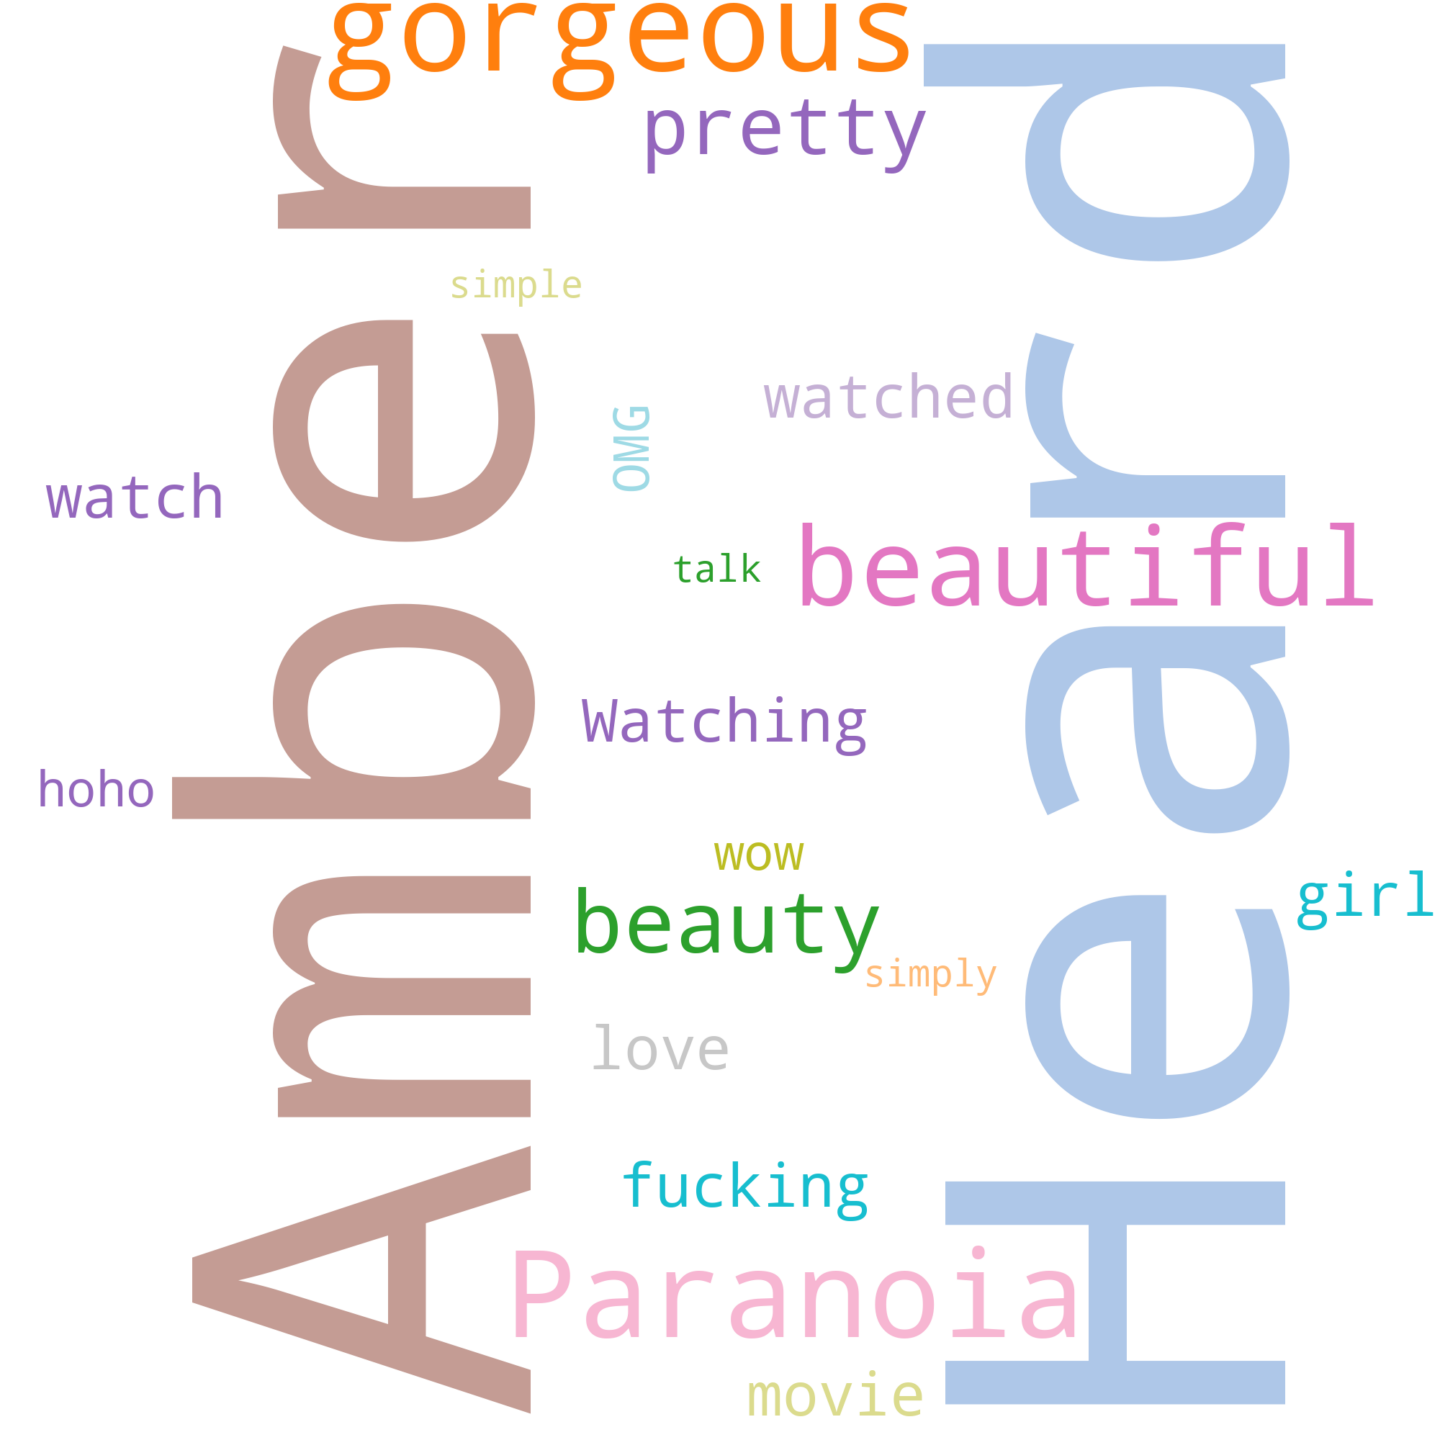 gorgeous
pretty
Amber
Heard
simple
watched
OMG
watch
beautiful
talk
Watching
hoho
wow
girl
beauty
simply
love
fucking
Paranoia
movie